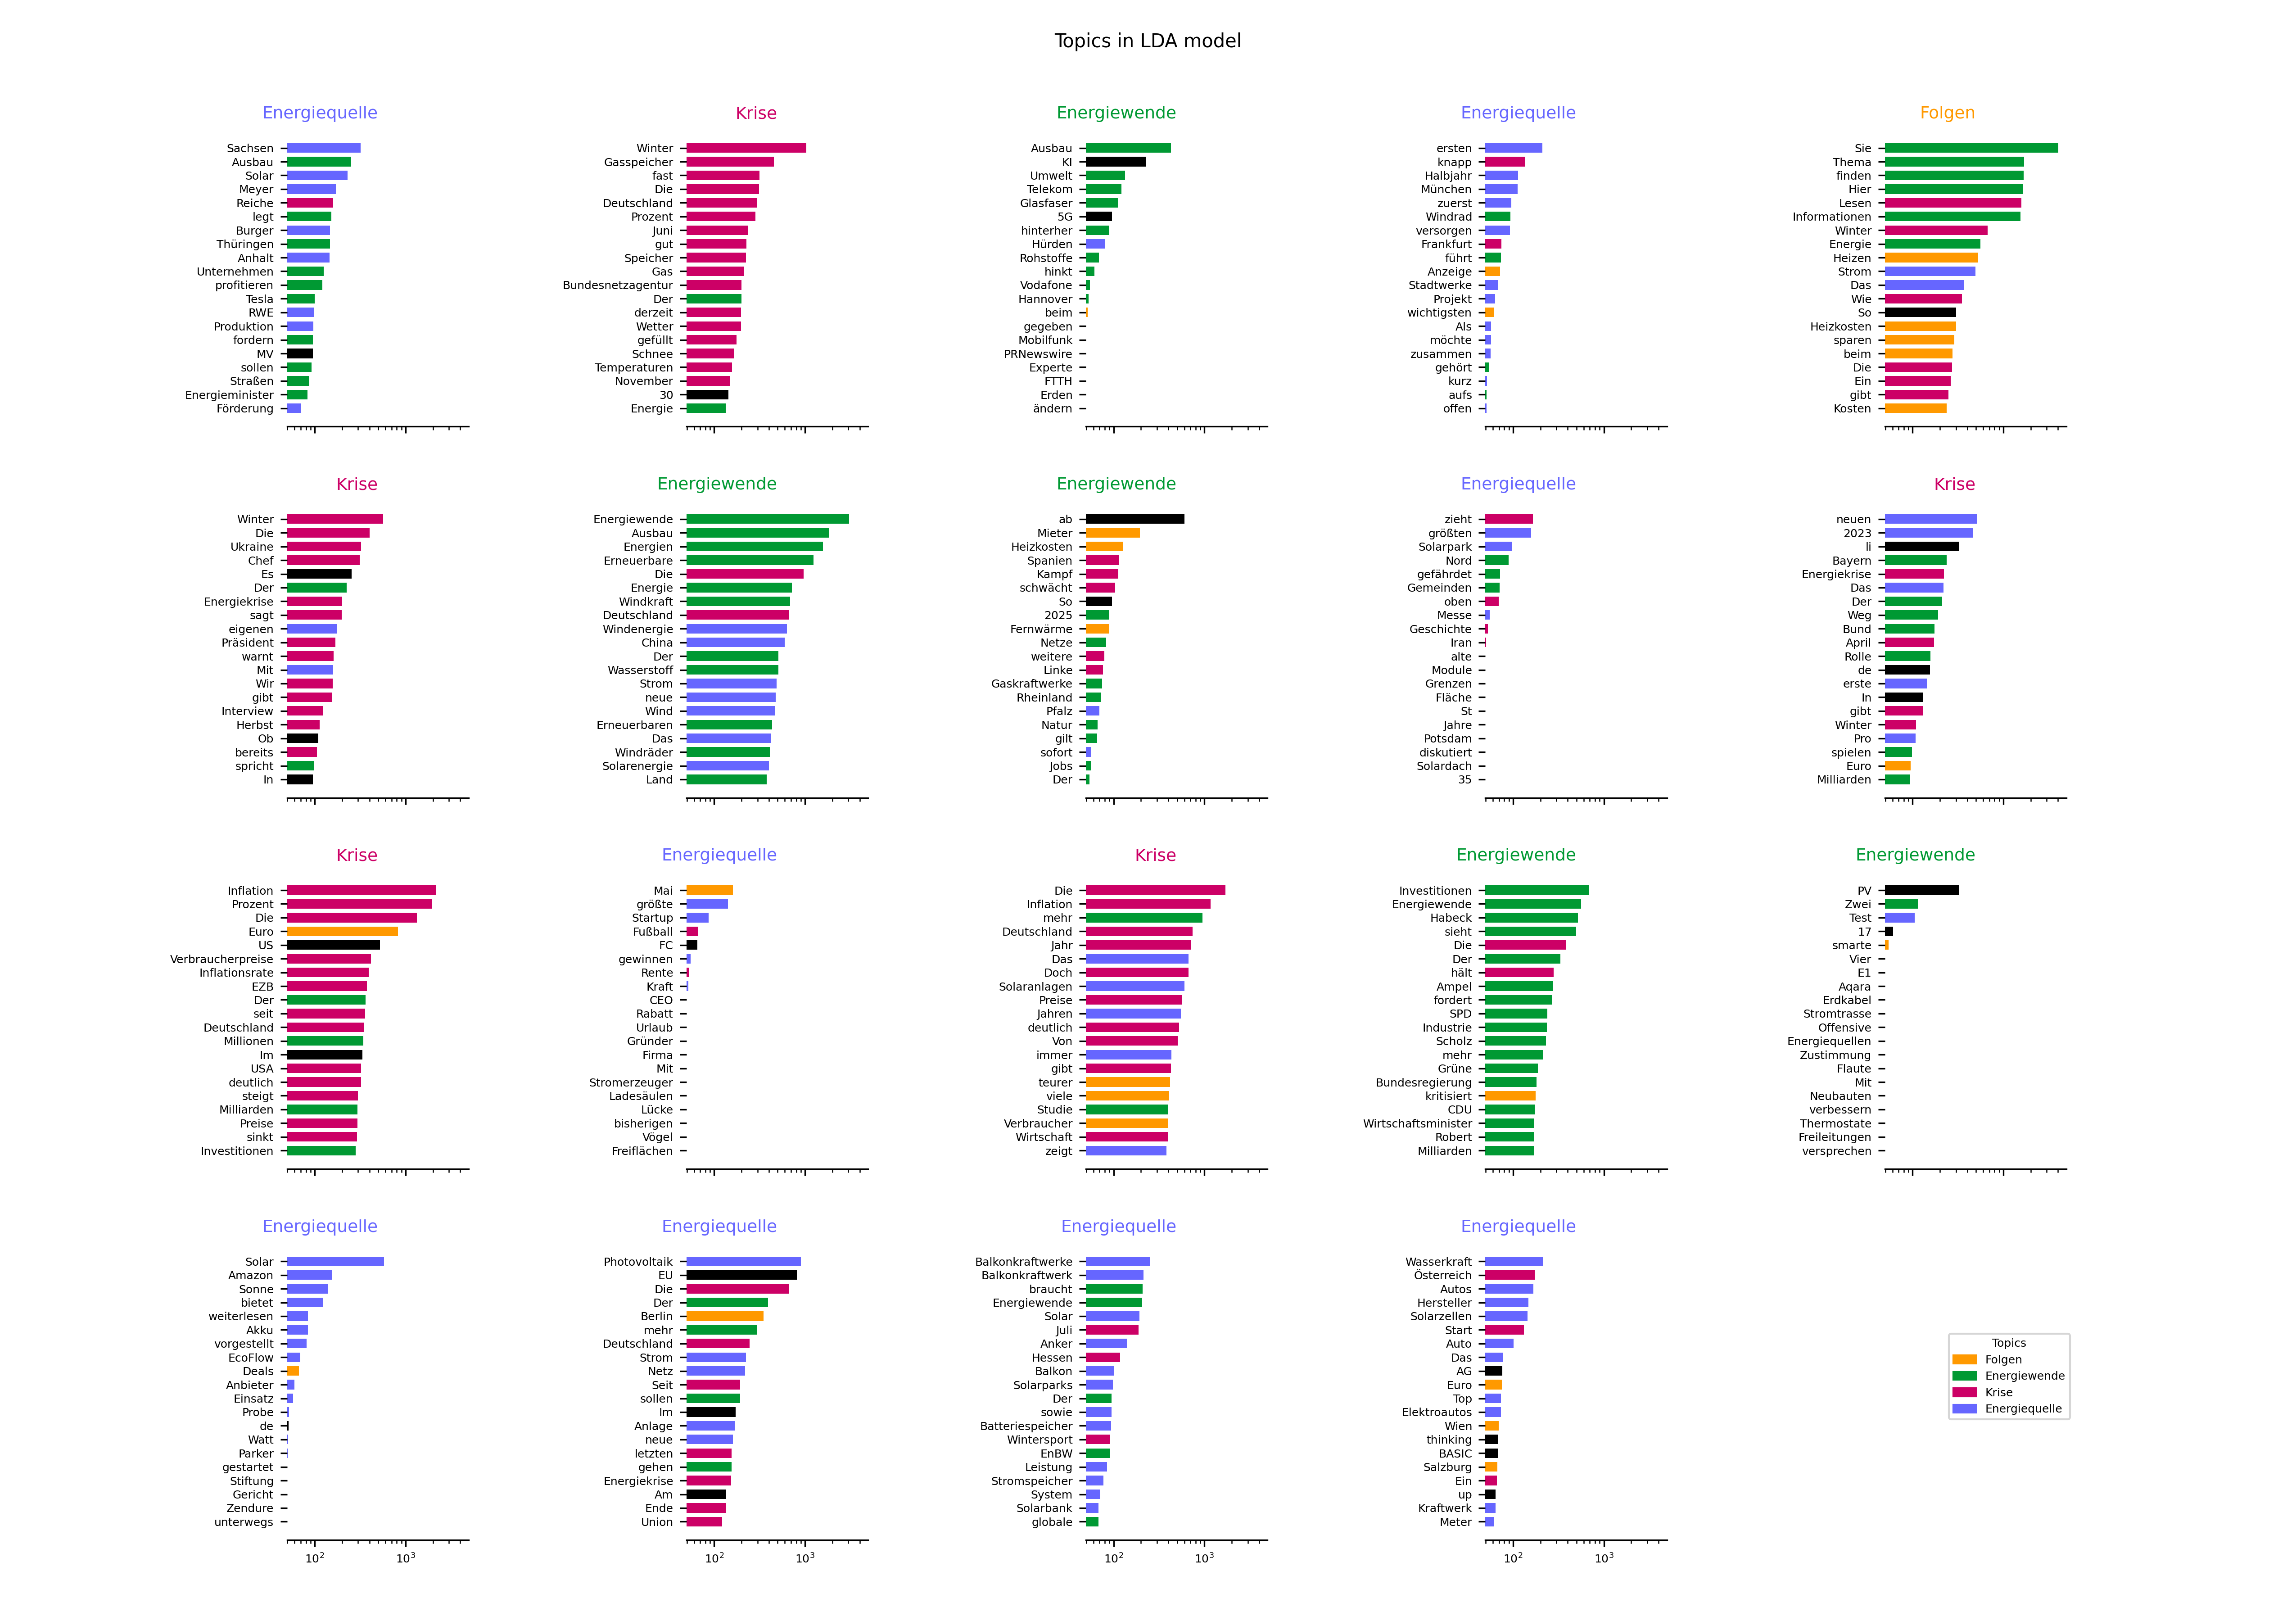 Topics in LDA model
Energiequelle
Sachsen
Ausbau
Solar
Meyer
Reiche
legt
Burger
Thüringen
Anhalt
Unternehmen
profitieren
Tesla
RWE
Produktion
fordern
MV
sollen
Straßen
Energieminister
Förderung
Krise
Winter
Gasspeicher
fast
Die
Deutschland
Prozent
Juni
gut
Speicher
Gas
Bundesnetzagentur
Der
derzeit
Wetter
gefüllt
Schnee
Temperaturen
November
30
Energie
Energiewende
Ausbau
KI
Umwelt
Telekom
Glasfaser
5G
hinterher
Hürden
Rohstoffe
hinkt
Vodafone
Hannover
beim
gegeben
Mobilfunk
PRNewswire
Experte
FTTH
Erden
ändern
Energiequelle
ersten
knapp
Halbjahr
München
zuerst
Windrad
versorgen
Frankfurt
führt
Anzeige
Stadtwerke
Projekt
wichtigsten
Als
möchte
zusammen
gehört
kurz
aufs
offen
Folgen
Sie
Thema
finden
Hier
Lesen
Informationen
Winter
Energie
Heizen
Strom
Das
Wie
So
Heizkosten
sparen
beim
Die
Ein
gibt
Kosten
Krise
Winter
Die
Ukraine
Chef
Es
Der
Energiekrise
sagt
eigenen
Präsident
warnt
Mit
Wir
gibt
Interview
Herbst
Ob
bereits
spricht
In
Energiewende
Energiewende
Ausbau
Energien
Erneuerbare
Die
Energie
Windkraft
Deutschland
Windenergie
China
Der
Wasserstoff
Strom
neue
Wind
Erneuerbaren
Das
Windräder
Solarenergie
Land
Energiewende
ab
Mieter
Heizkosten
Spanien
Kampf
schwächt
So
2025
Fernwärme
Netze
weitere
Linke
Gaskraftwerke
Rheinland
Pfalz
Natur
gilt
sofort
Jobs
Der
Energiequelle
zieht
größten
Solarpark
Nord
gefährdet
Gemeinden
oben
Messe
Geschichte
Iran
alte
Module
Grenzen
Fläche
St
Jahre
Potsdam
diskutiert
Solardach
35
Krise
neuen
2023
li
Bayern
Energiekrise
Das
Der
Weg
Bund
April
Rolle
de
erste
In
gibt
Winter
Pro
spielen
Euro
Milliarden
Krise
Inflation
Prozent
Die
Euro
US
Verbraucherpreise
Inflationsrate
EZB
Der
seit
Deutschland
Millionen
Im
USA
deutlich
steigt
Milliarden
Preise
sinkt
Investitionen
Energiequelle
Mai
größte
Startup
Fußball
FC
gewinnen
Rente
Kraft
CEO
Rabatt
Urlaub
Gründer
Firma
Mit
Stromerzeuger
Ladesäulen
Lücke
bisherigen
Vögel
Freiflächen
Krise
Die
Inflation
mehr
Deutschland
Jahr
Das
Doch
Solaranlagen
Preise
Jahren
deutlich
Von
immer
gibt
teurer
viele
Studie
Verbraucher
Wirtschaft
zeigt
Energiewende
Investitionen
Energiewende
Habeck
sieht
Die
Der
hält
Ampel
fordert
SPD
Industrie
Scholz
mehr
Grüne
Bundesregierung
kritisiert
CDU
Wirtschaftsminister
Robert
Milliarden
Energiewende
PV
Zwei
Test
17
smarte
Vier
E1
Aqara
Erdkabel
Stromtrasse
Offensive
Energiequellen
Zustimmung
Flaute
Mit
Neubauten
verbessern
Thermostate
Freileitungen
versprechen
Energiequelle
Solar
Amazon
Sonne
bietet
weiterlesen
Akku
vorgestellt
EcoFlow
Deals
Anbieter
Einsatz
Probe
de
Watt
Parker
gestartet
Stiftung
Gericht
Zendure
unterwegs
10²
10³
Energiequelle
Photovoltaik
EU
Die
Der
Berlin
mehr
Deutschland
Strom
Netz
Seit
sollen
Im
Anlage
neue
letzten
gehen
Energiekrise
Am
Ende
Union
10²
10³
Energiequelle
Balkonkraftwerke
Balkonkraftwerk
braucht
Energiewende
Solar
Juli
Anker
Hessen
Balkon
Solarparks
Der
sowie
Batteriespeicher
Wintersport
EnBW
Leistung
Stromspeicher
System
Solarbank
globale
10²
10³
Energiequelle
Wasserkraft
Österreich
Autos
Hersteller
Solarzellen
Start
Auto
Das
AG
Euro
Top
Elektroautos
Wien
thinking
BASIC
Salzburg
Ein
up
Kraftwerk
Meter
10²
10³
Topics
Folgen
Energiewende
Krise
Energiequelle